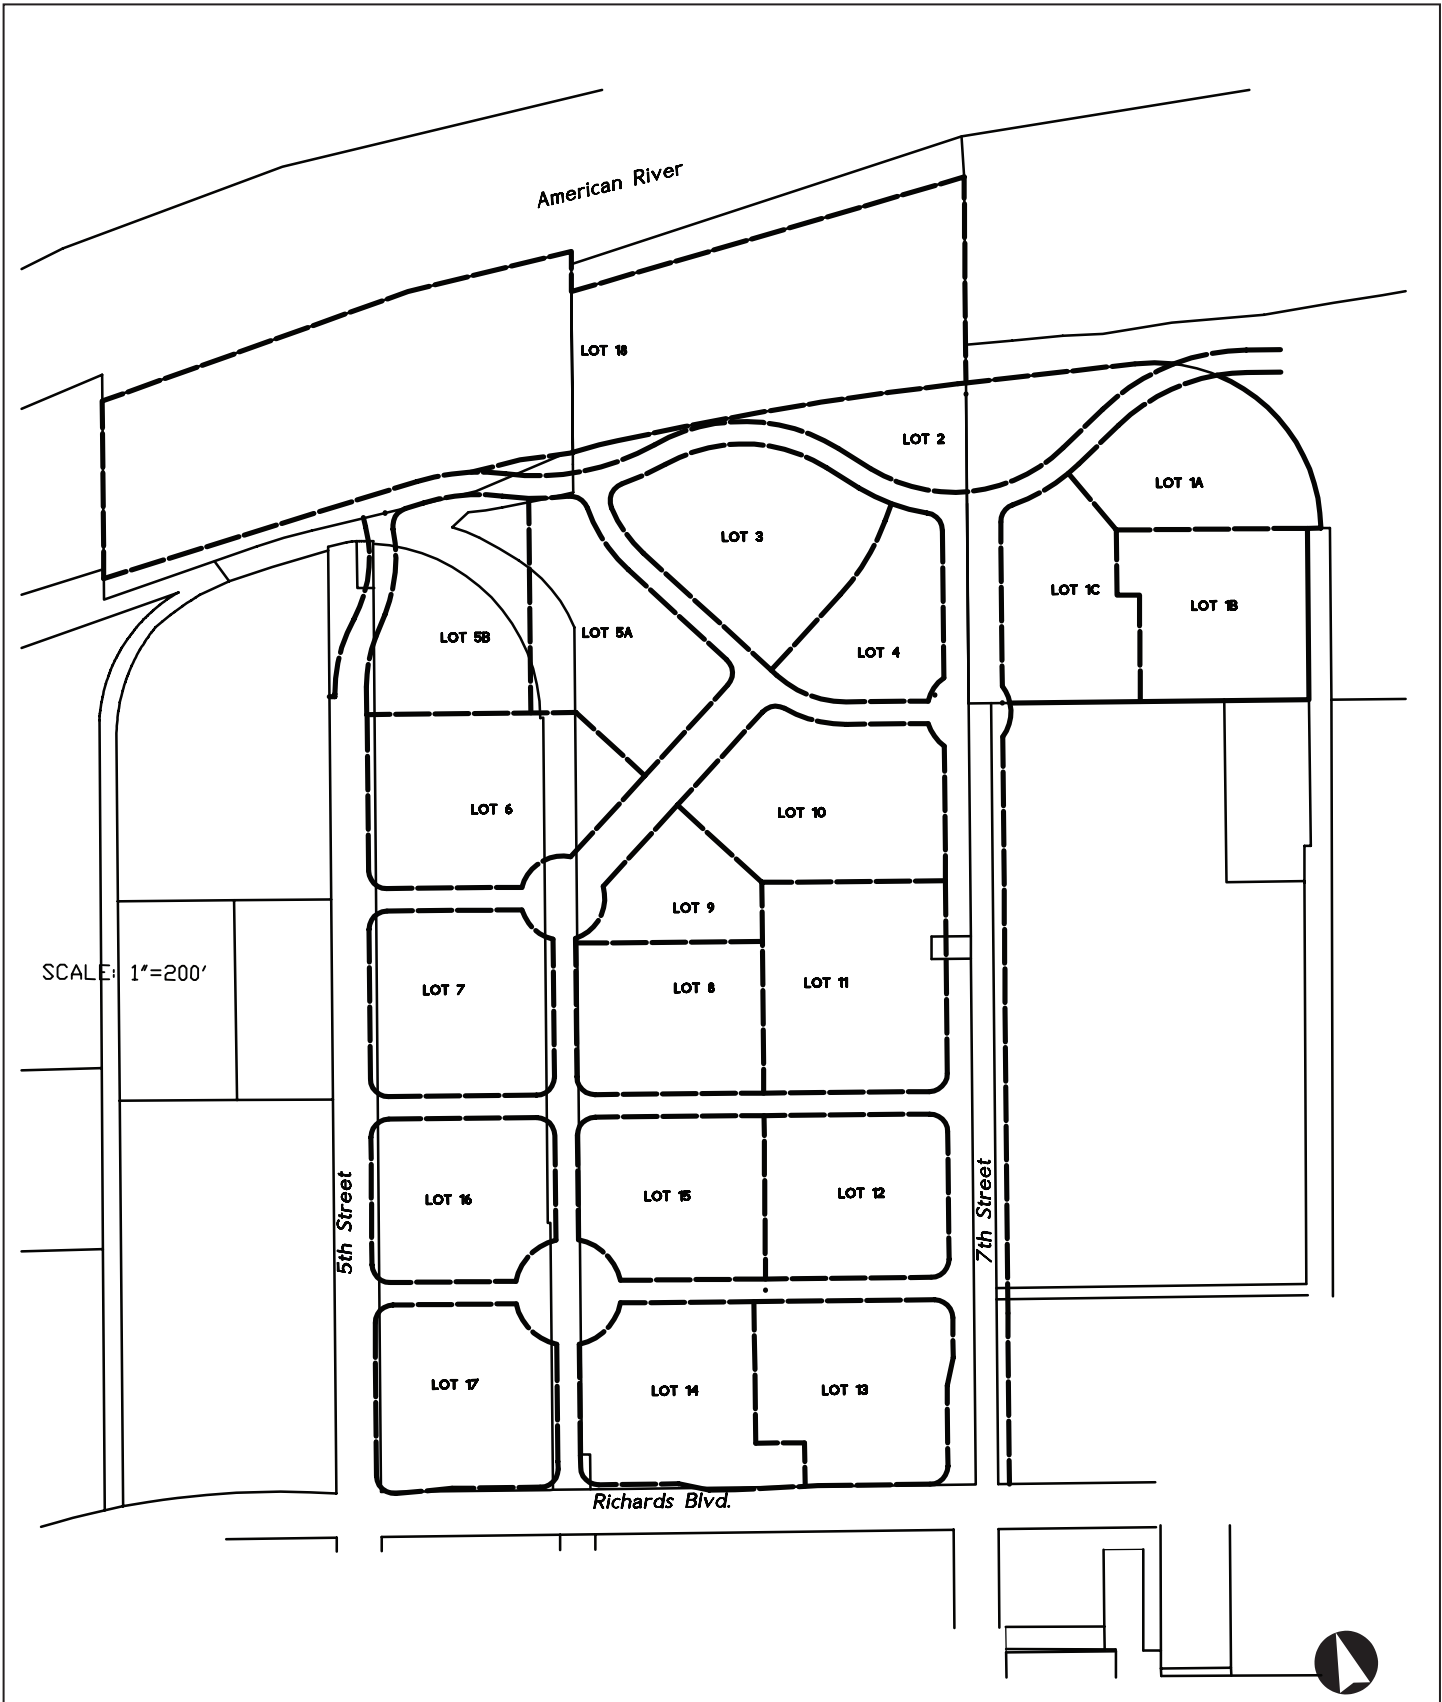 American River
LOT 18
LOT 2
LOT 1A
LOT 3
LOT 1C
LOT 1B
LOT 5B
LOT 5A
LOT 4
LOT 6
LOT 10
LOT 9
SCALE: 1"=200'
LOT 7
LOT 8
LOT 11
5th Street
LOT 16
LOT 15
LOT 12
7th Street
LOT 17
LOT 14
LOT 13
Richards Blvd.